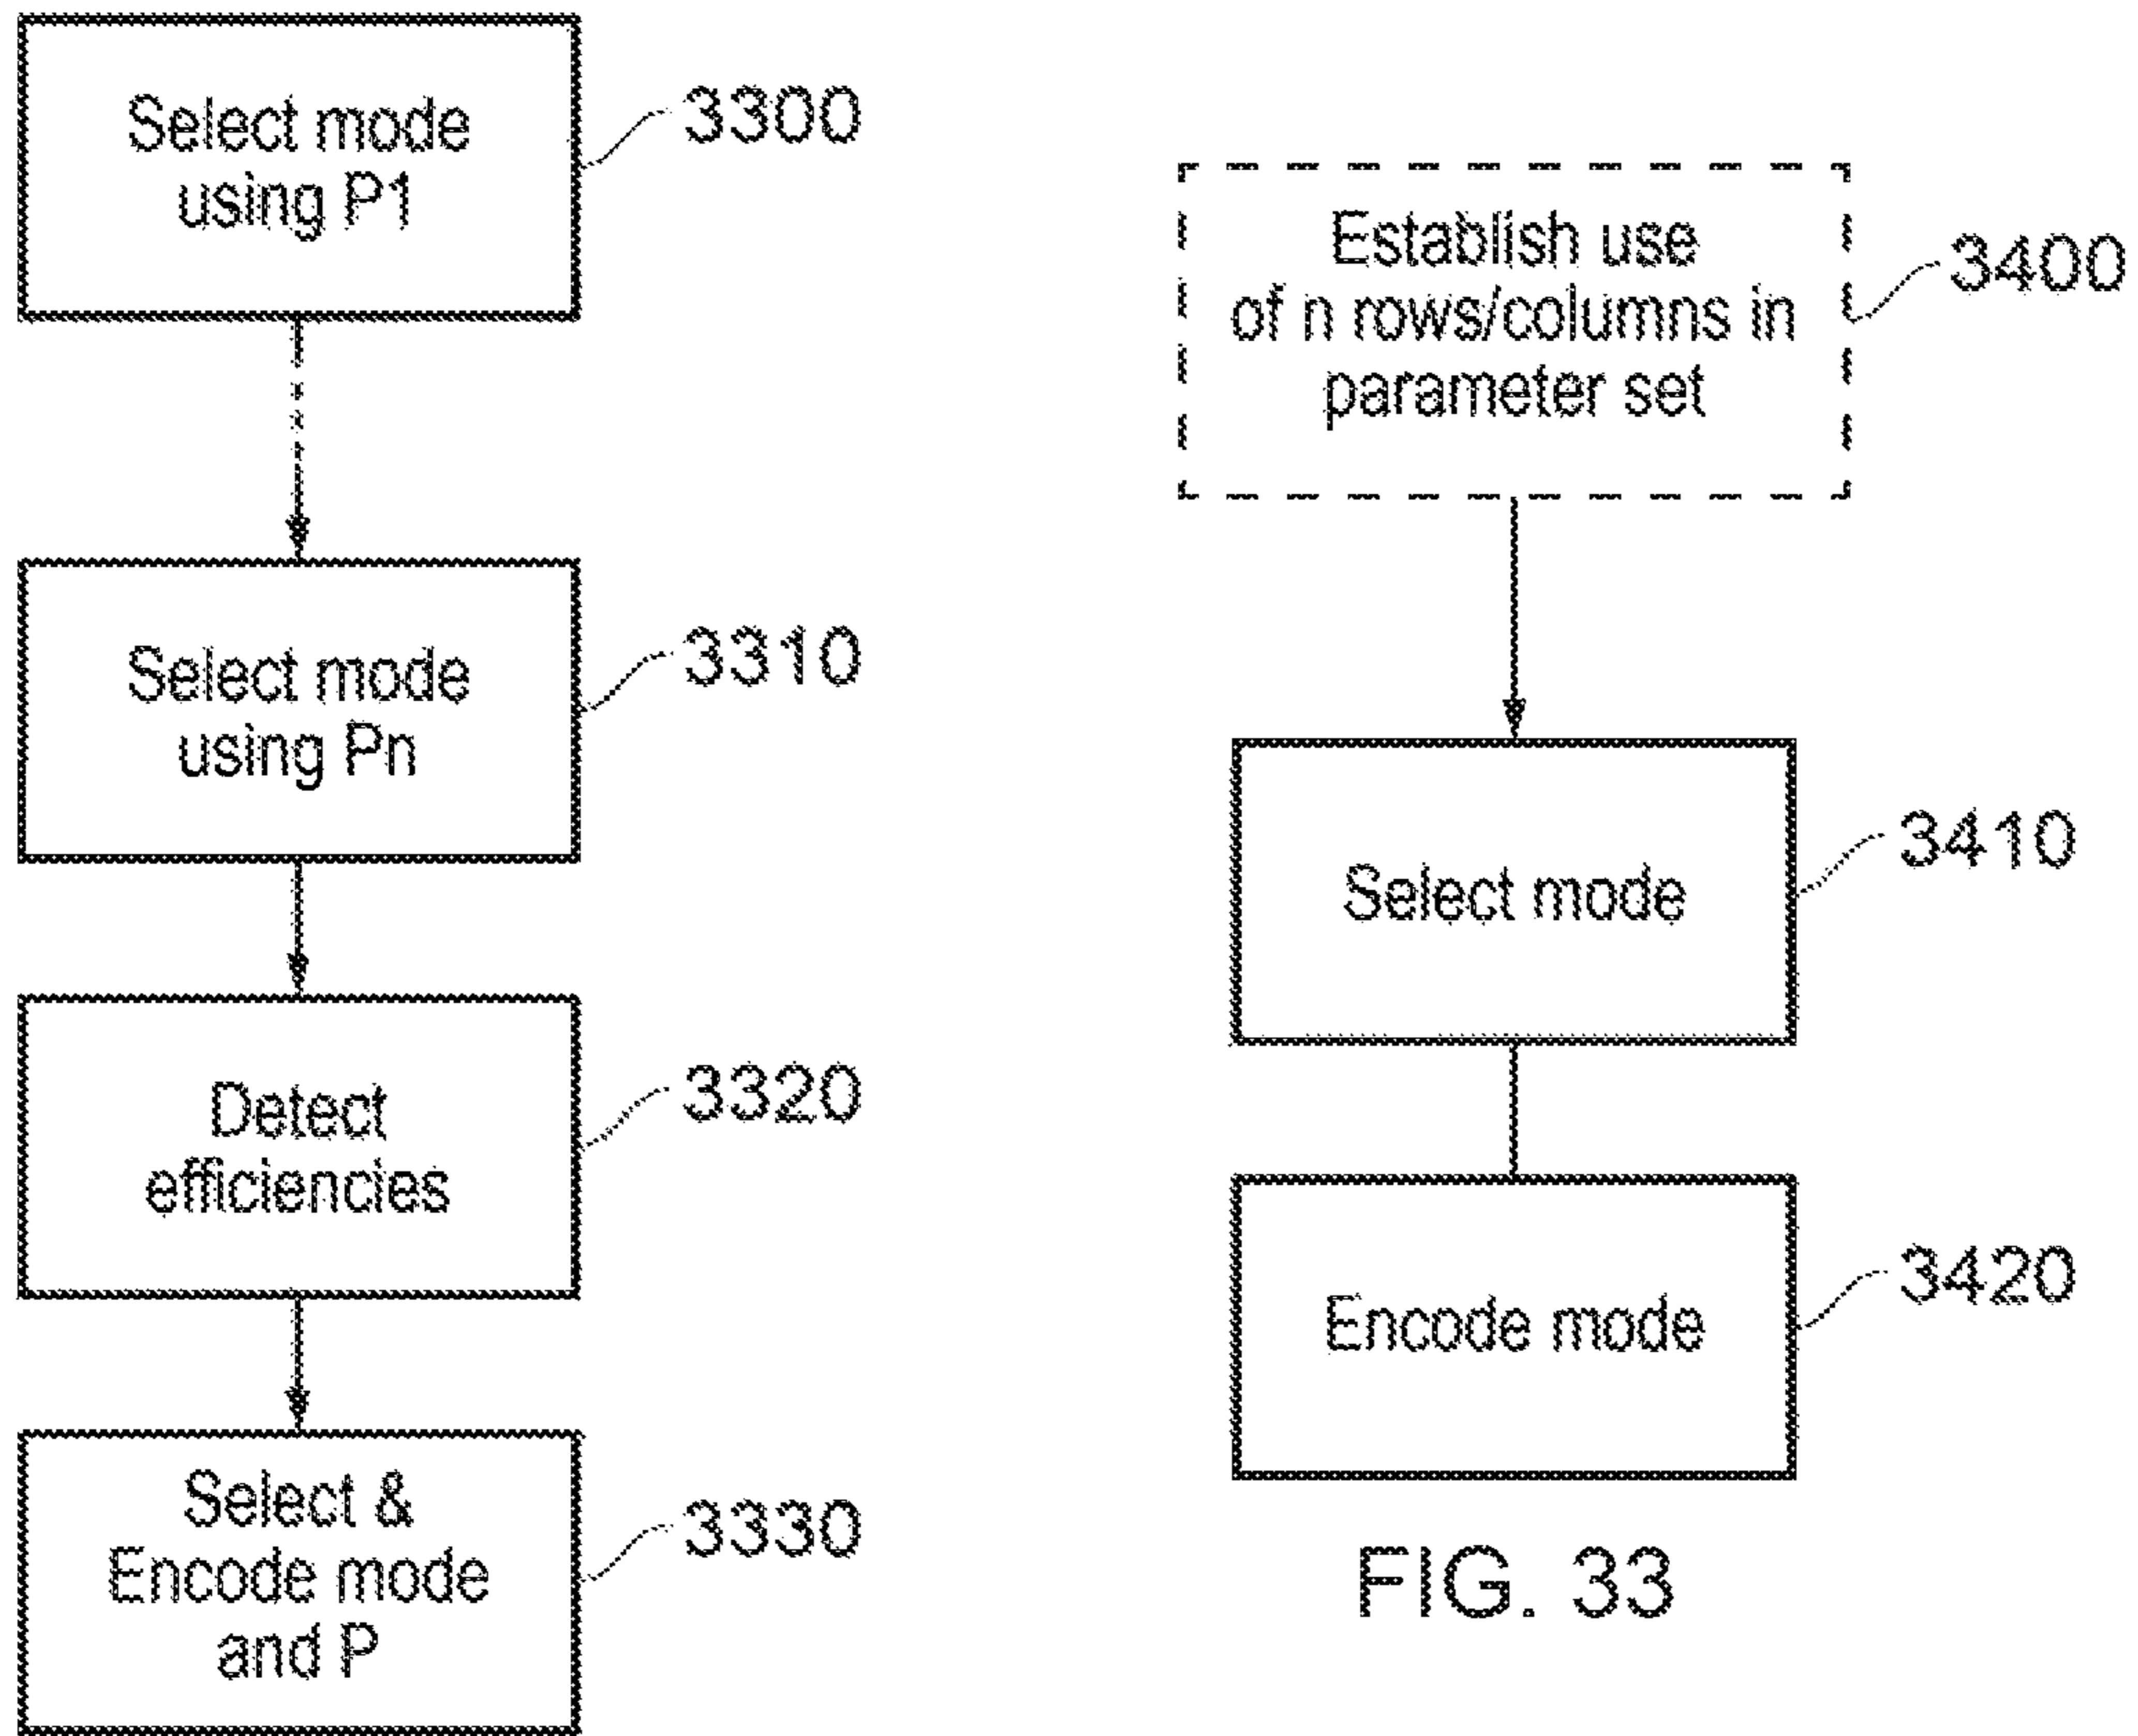 Select mode
using P1
3300
Select mode
using Pn
3310
Detect
efficiencies
3320
Select &
Encode mode
and P
3330
Establish use
of n rows/columns in
parameter set
3400
Select mode
3410
Encode mode
3420
FIG. 33